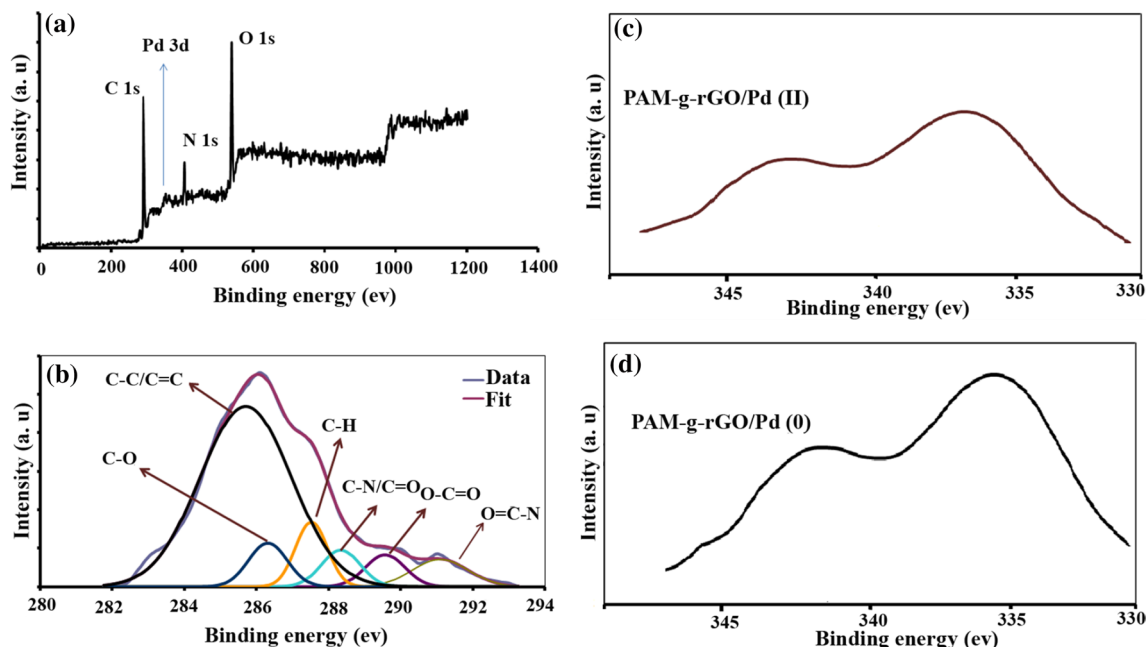 (a)
Pd 3d
O 1s
C 1s
N 1s
Intensity (a. u)
0 200 400 600 800 1000 1200 1400
Binding energy (ev)
(b)
C-C/C=C
Data
Fit
C-H
C-O
C-N/C=O
O-C=O
O=C-N
Intensity (a. u)
280 282 284 286 288 290 292 294
Binding energy (ev)
(c)
PAM-g-rGO/Pd (II)
Intensity (a. u)
345 340 335 330
Binding energy (ev)
(d)
PAM-g-rGO/Pd (0)
Intensity (a. u)
345 340 335 330
Binding energy (ev)